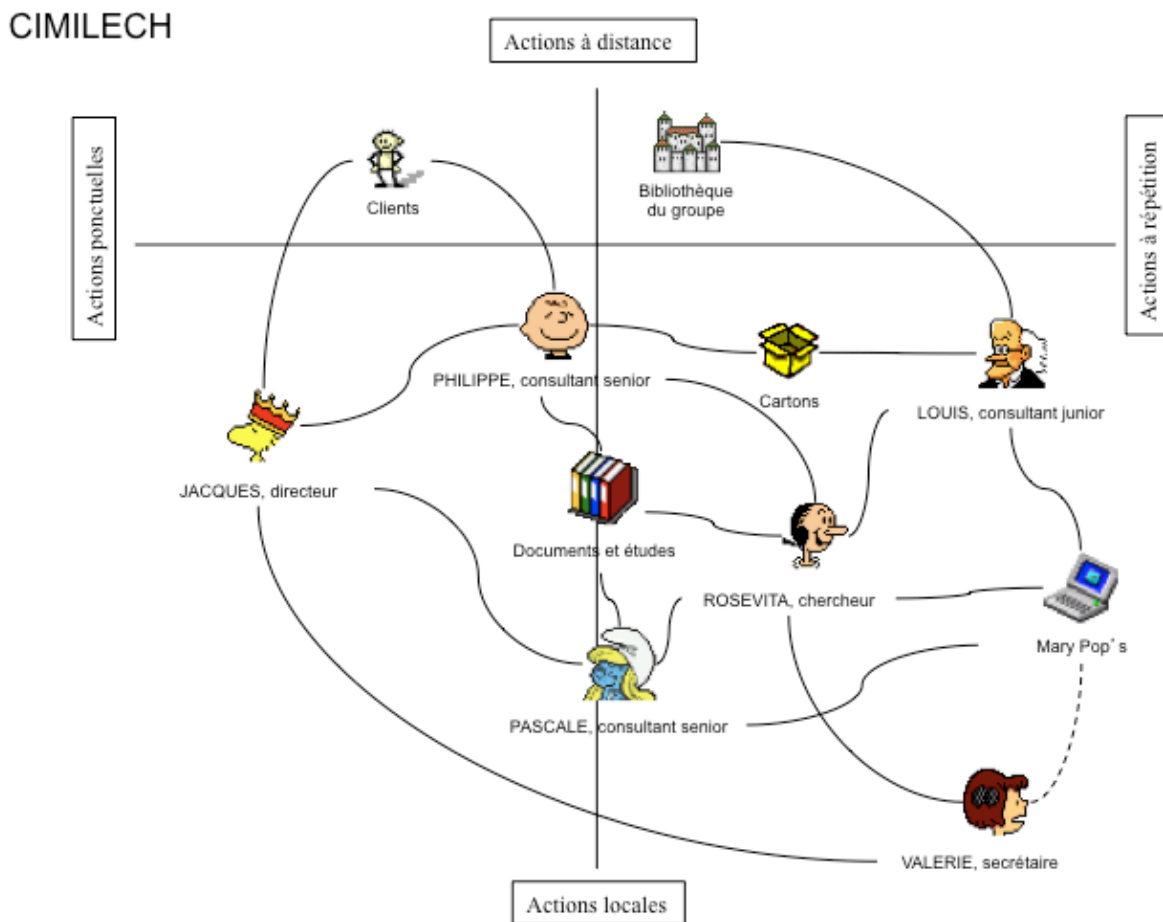 CIMILECH
Actions à distance
Actions ponctuelles
Actions à répétition
Clients
Bibliothèque
du groupe
PHILIPPE, consultant senior
Cartons
LOUIS, consultant junior
JACQUES, directeur
Documents et études
ROSEVITA, chercheur
Mary Pop's
PASCALE, consultant senior
VALERIE, secrétaire
Actions locales